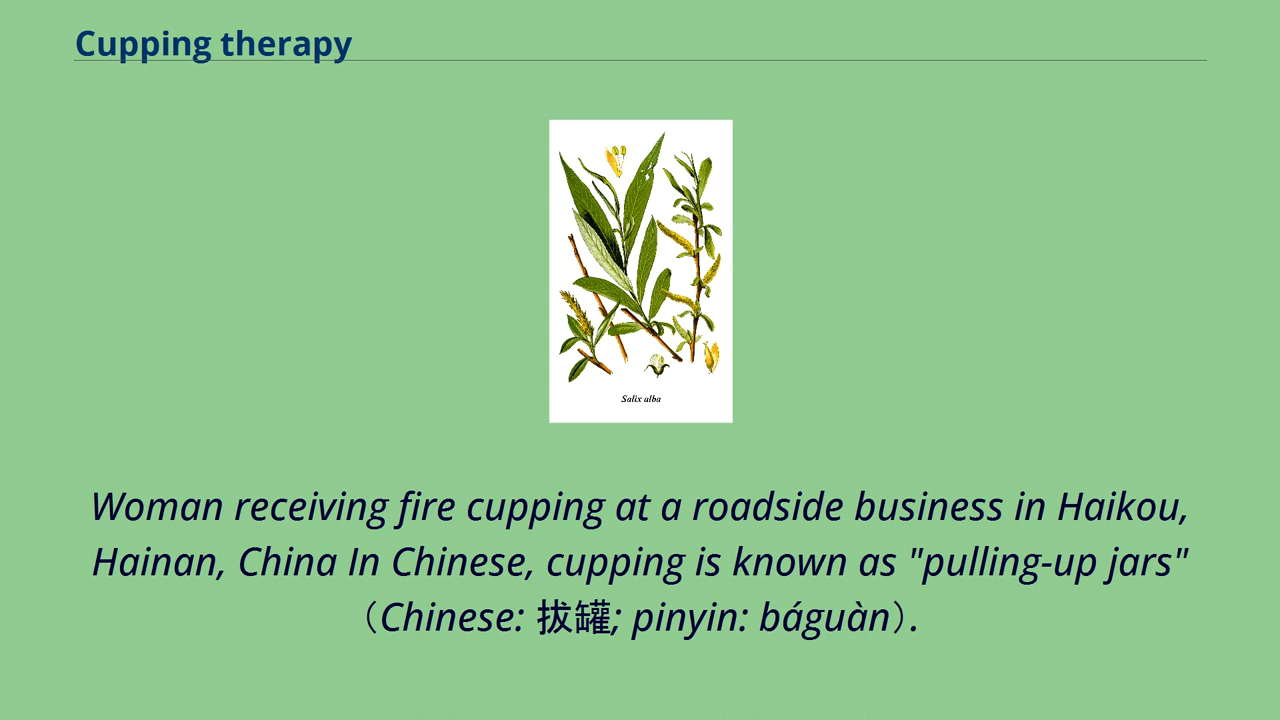 Cupping therapy
Salix alba
Woman receiving fire cupping at a roadside business in Haikou,
Hainan, China In Chinese, cupping is known as "pulling-up jars"
（Chinese: 拔罐; pinyin: báguàn）.